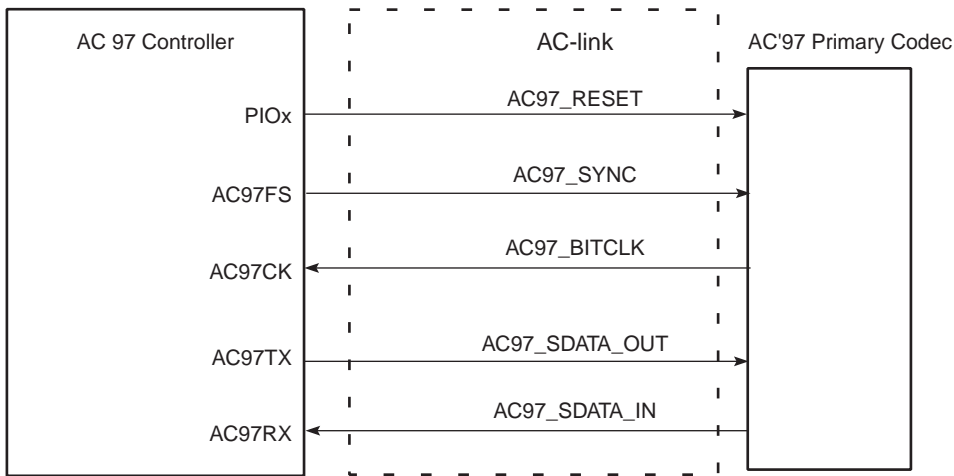 AC 97 Controller
AC-link
AC'97 Primary Codec
PIOx
AC97_RESET
AC97FS
AC97_SYNC
AC97CK
AC97_BITCLK
AC97TX
AC97_SDATA_OUT
AC97RX
AC97_SDATA_IN